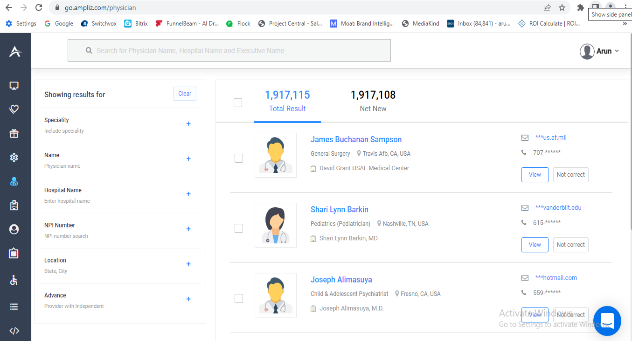 go.ampliz.com/physician
Show side panel
Settings
Google
Switchvox
Bitrix
FunnelBeam - AI Dr...
Flock
Project Central - Sal...
Moats Brand Intellig...
MediaKind
Inbox (84,841) - aru...
ROI Calculate | ROI...
Search for Physician Name, Hospital Name and Executive Name
Arun
Showing results for
Clear
Speciality
Include speciality
Name
Physician name
Hospital Name
Enter hospital name
NPI Number
NPI number search
Location
State, City
Advance
Provider with Independent
1,917,115
Total Result
1,917,108
Net New
James Buchanan Sampson
General Surgery
Travis Afb, CA, USA
David Grant USAF Medical Center
***us.af.mil
707-******
View
Not correct
Shari Lynn Barkin
Pediatrics (Pediatrician)
Nashville, TN, USA
Shari Lynn Barkin, MD
***vanderbilt.edu
615-******
View
Not correct
Joseph Alimasuya
Child & Adolescent Psychiatrist
Fresno, CA, USA
Joseph Alimasuya, M.D.
***hotmail.com
559-******
View
Not correct
Activate Windows
Go to Settings to activate Windows.